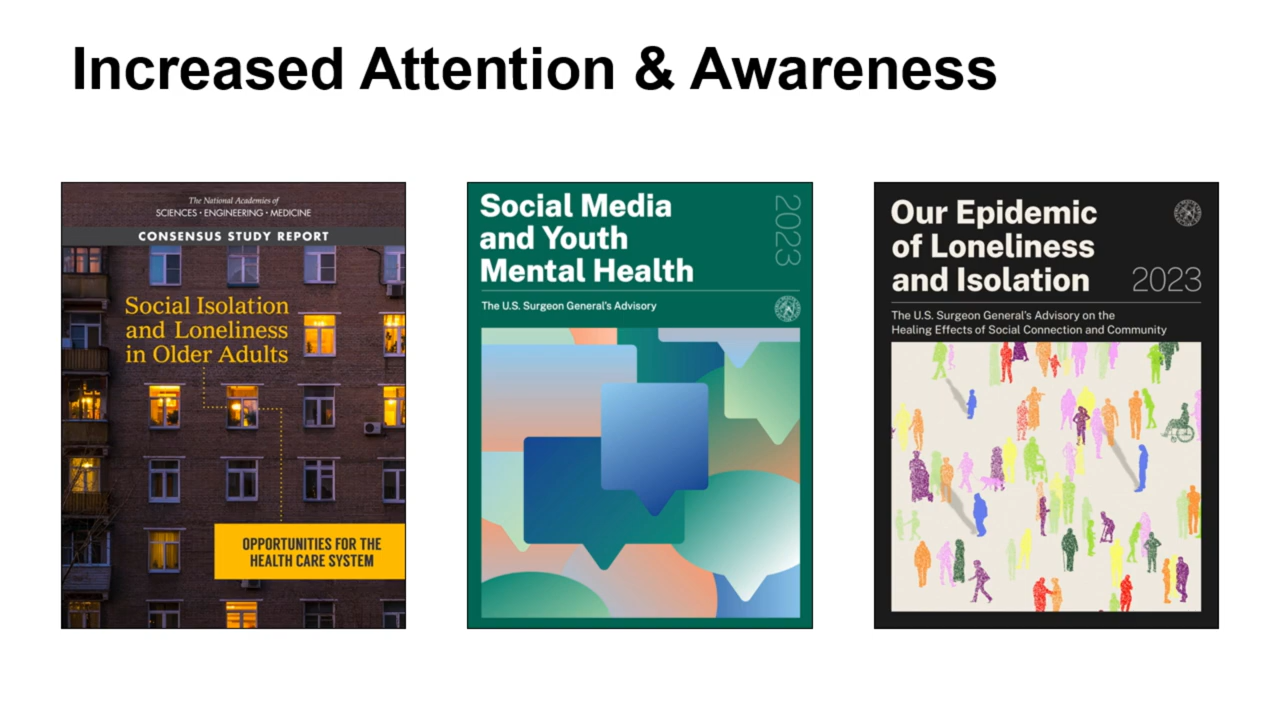 Increased Attention & Awareness
The National Academies of
SCIENCES • ENGINEERING • MEDICINE
CONSENSUS STUDY REPORT
Social Isolation
and Loneliness
in Older Adults
OPPORTUNITIES FOR THE
HEALTH CARE SYSTEM
Social Media
and Youth
Mental Health
2023
The U.S. Surgeon General's Advisory
Our Epidemic
of Loneliness
and Isolation
2023
The U.S. Surgeon General's Advisory on the
Healing Effects of Social Connection and Community